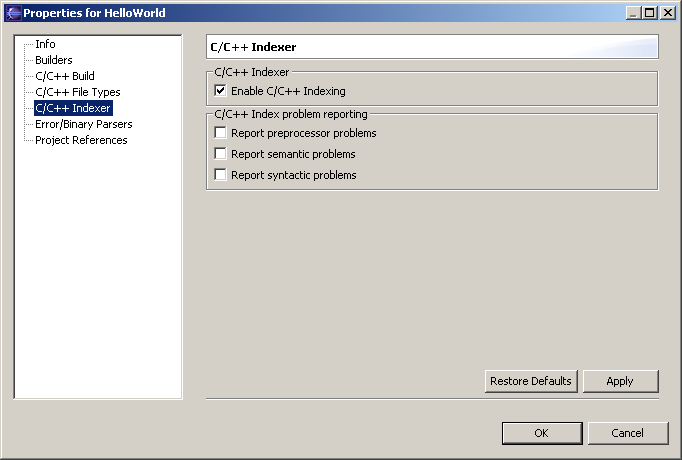 Properties for HelloWorld
Info
Builders
C/C++ Build
C/C++ File Types
C/C++ Indexer
Error/Binary Parsers
Project References
C/C++ Indexer
C/C++ Indexer
Enable C/C++ Indexing
C/C++ Index problem reporting
Report preprocessor problems
Report semantic problems
Report syntactic problems
Restore Defaults
Apply
OK
Cancel